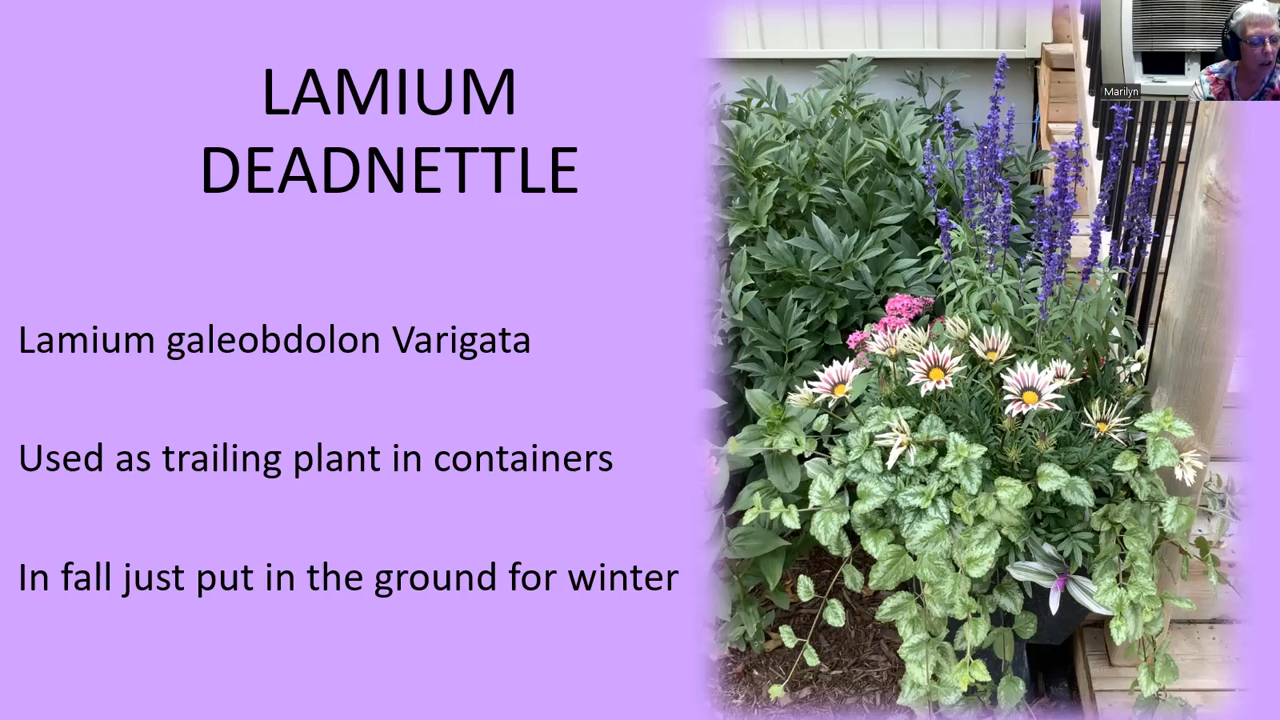 LAMIUM
DEADNETTLE
Marilyn
Lamium galeobdolon Varigata
Used as trailing plant in containers
In fall just put in the ground for winter